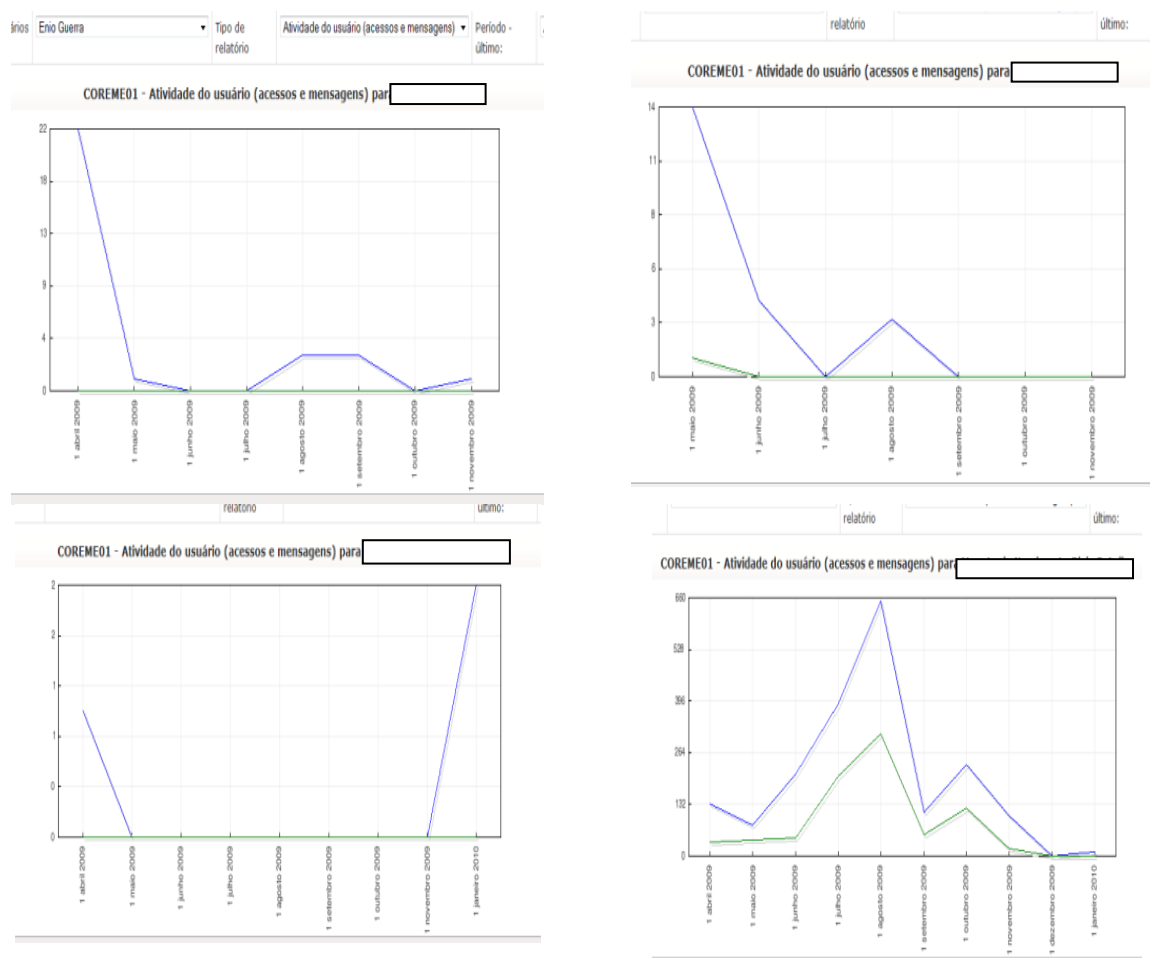 ários Enio Guerra Tipo de relatório Atividade do usuário (acessos e mensagens) Período - último:
COREME01 - Atividade do usuário (acessos e mensagens) par
22
18
13
9
4
0
1 abril 2009
1 maio 2009
1 junho 2009
1 julho 2009
1 agosto 2009
1 setembro 2009
1 outubro 2009
1 novembro 2009
relatório último:
COREME01 - Atividade do usuário (acessos e mensagens) para
14
11
8
6
3
0
1 maio 2009
1 junho 2009
1 julho 2009
1 agosto 2009
1 setembro 2009
1 outubro 2009
1 novembro 2009
relatório último:
COREME01 - Atividade do usuário (acessos e mensagens) para
2
2
1
1
0
0
1 abril 2009
1 maio 2009
1 junho 2009
1 julho 2009
1 agosto 2009
1 setembro 2009
1 outubro 2009
1 novembro 2009
1 janeiro 2010
relatório último:
COREME01 - Atividade do usuário (acessos e mensagens) para
660
528
396
264
132
0
1 abril 2009
1 maio 2009
1 junho 2009
1 julho 2009
1 agosto 2009
1 setembro 2009
1 outubro 2009
1 novembro 2009
1 dezembro 2009
1 janeiro 2010